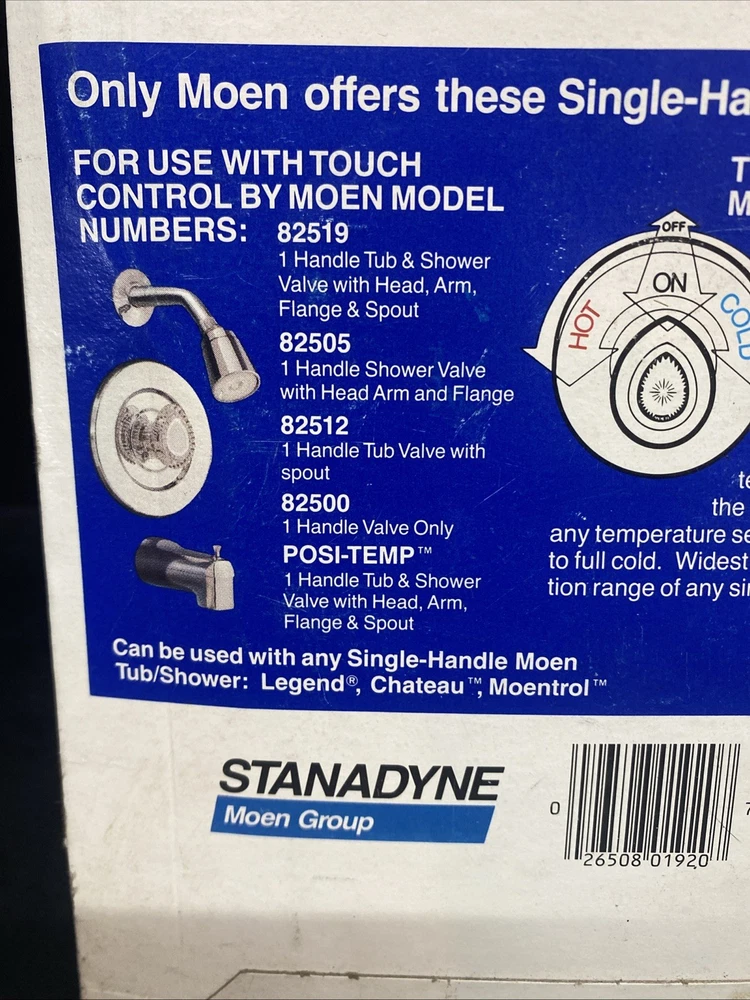 Only Moen offers these Single-Ha
FOR USE WITH TOUCH
CONTROL BY MOEN MODEL
NUMBERS: 82519
1 Handle Tub & Shower
Valve with Head, Arm,
Flange & Spout
82505
1 Handle Shower Valve
with Head Arm and Flange
82512
1 Handle Tub Valve with
spout
82500
1 Handle Valve Only
POSI-TEMP™
1 Handle Tub & Shower
Valve with Head, Arm,
Flange & Spout
Can be used with any Single-Handle Moen
Tub/Shower: Legend®, Chateau™, Moentrol™
T
M
OFF
ON
HOT
COLD
te
the
any temperature se
to full cold. Widest
tion range of any si
STANADYNE
Moen Group
0 26508 01920 7